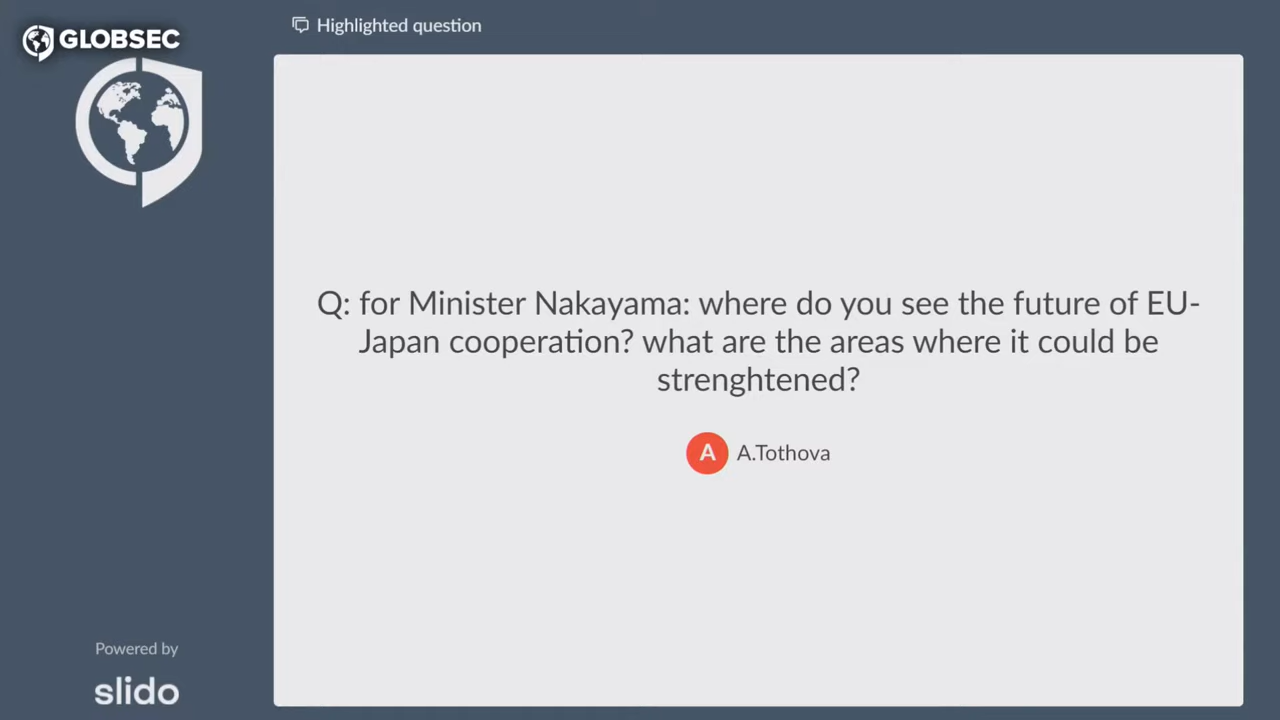 GLOBSEC
Highlighted question
Q: for Minister Nakayama: where do you see the future of EU-
Japan cooperation? what are the areas where it could be
strenghtened?
A A.Tothova
Powered by
slido